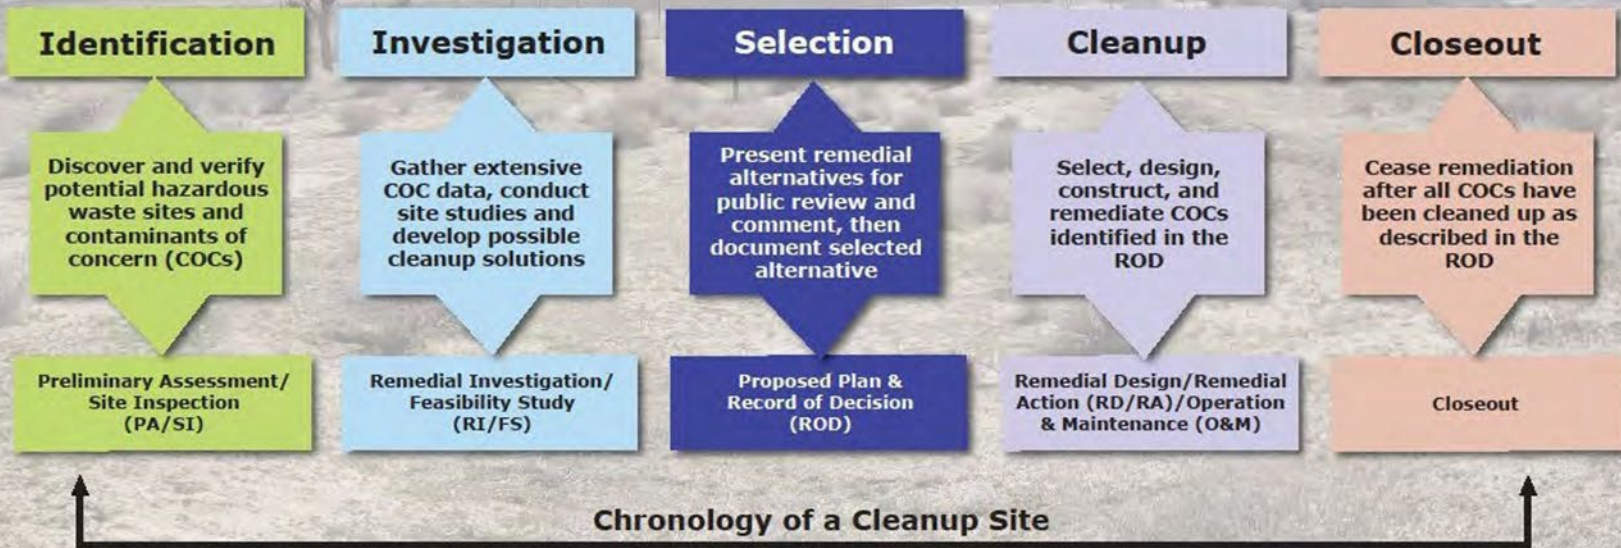 Identification
Discover and verify
potential hazardous
waste sites and
contaminants of
concern (COCs)
Preliminary Assessment/
Site Inspection
(PA/SI)
Investigation
Gather extensive
COC data, conduct
site studies and
develop possible
cleanup solutions
Remedial Investigation/
Feasibility Study
(RI/FS)
Selection
Present remedial
alternatives for
public review and
comment, then
document selected
alternative
Proposed Plan &
Record of Decision
(ROD)
Cleanup
Select, design,
construct, and
remediate COCs
identified in the
ROD
Remedial Design/Remedial
Action (RD/RA)/Operation
& Maintenance (O&M)
Closeout
Cease remediation
after all COCs have
been cleaned up as
described in the
ROD
Closeout
Chronology of a Cleanup Site